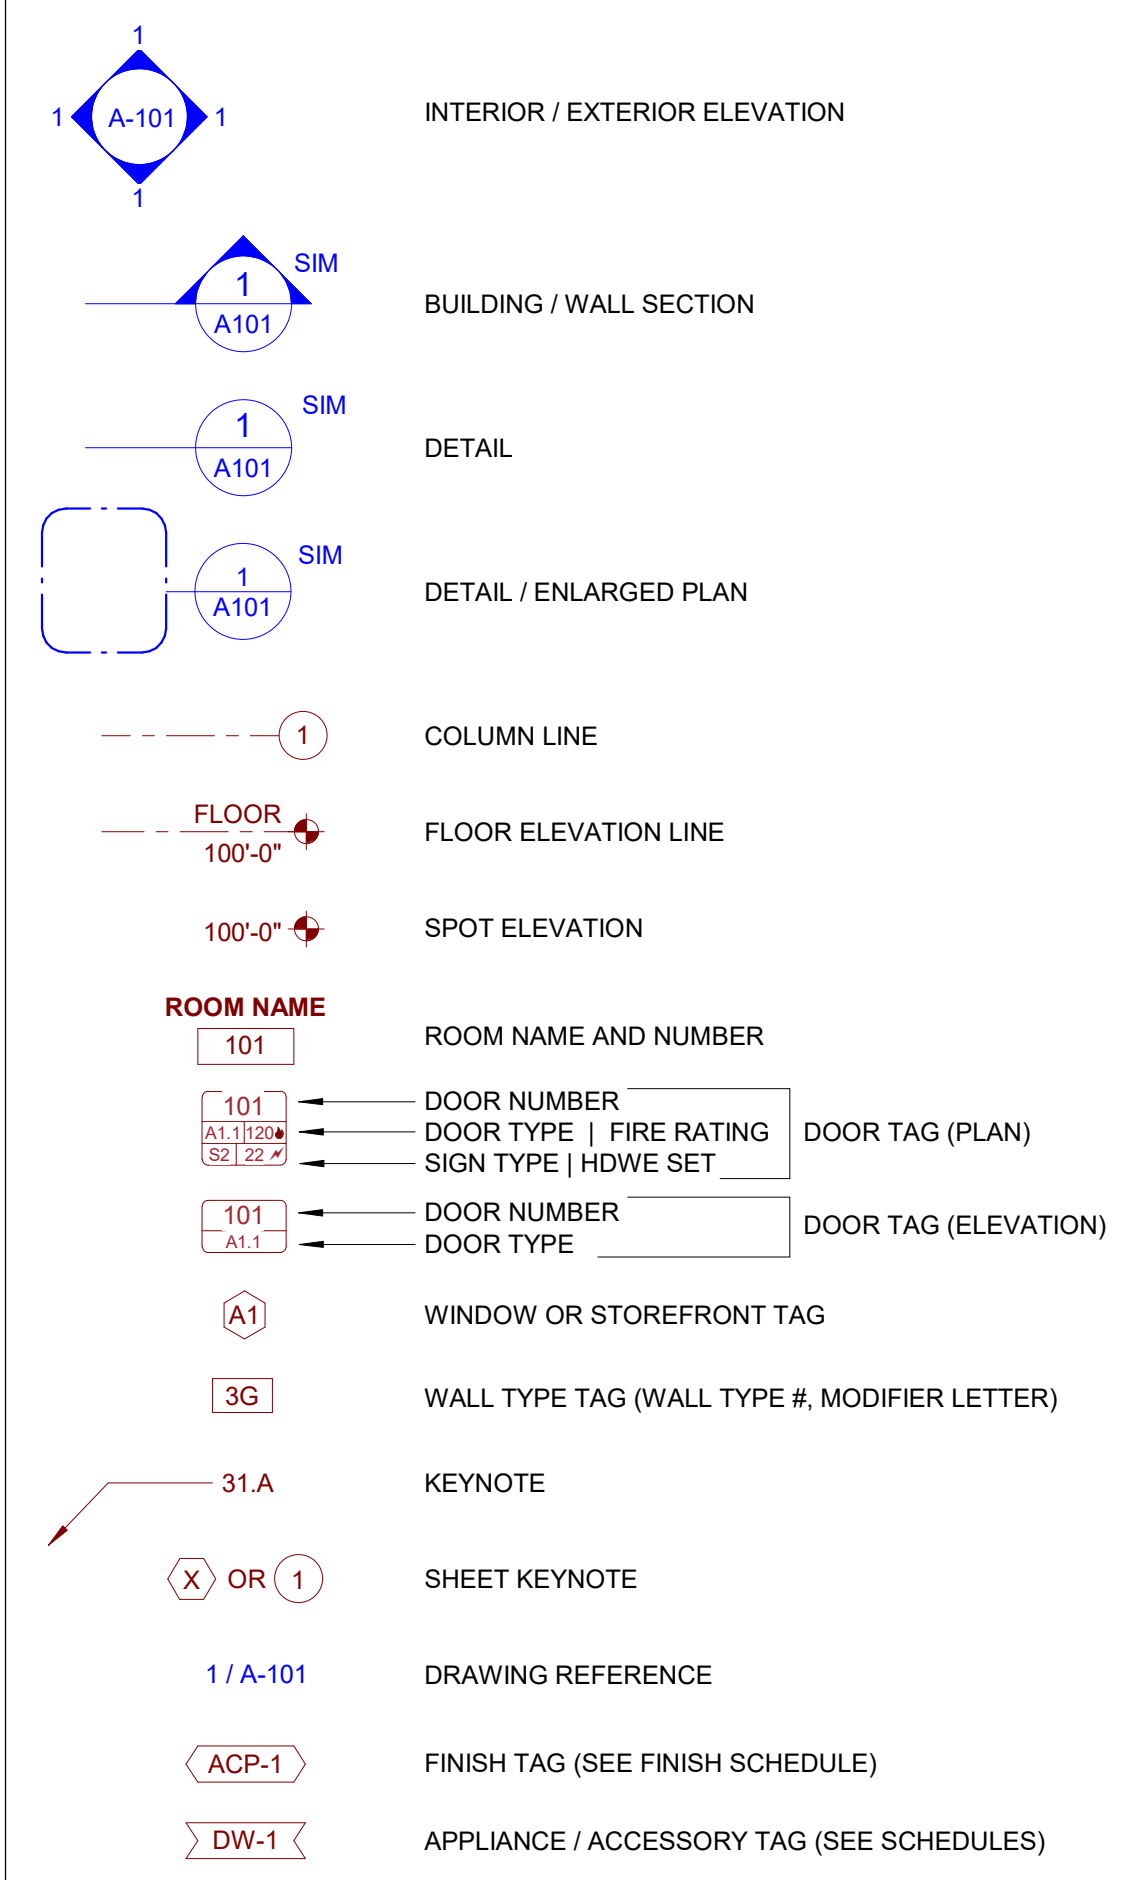 1
1 A-101 1 INTERIOR / EXTERIOR ELEVATION
1
SIM
1
A101
BUILDING / WALL SECTION
SIM
1
A101
DETAIL
SIM
1
A101
DETAIL / ENLARGED PLAN
1 COLUMN LINE
FLOOR
100'-0"
FLOOR ELEVATION LINE
100'-0" SPOT ELEVATION
ROOM NAME
101
ROOM NAME AND NUMBER
101 DOOR NUMBER
A1.1 120 DOOR TYPE | FIRE RATING
S2 22 SIGN TYPE | HDWE SET
DOOR TAG (PLAN)
101 DOOR NUMBER
A1.1 DOOR TYPE
DOOR TAG (ELEVATION)
A1 WINDOW OR STOREFRONT TAG
3G WALL TYPE TAG (WALL TYPE #, MODIFIER LETTER)
31.A KEYNOTE
X OR 1 SHEET KEYNOTE
1 / A-101 DRAWING REFERENCE
ACP-1 FINISH TAG (SEE FINISH SCHEDULE)
DW-1 APPLIANCE / ACCESSORY TAG (SEE SCHEDULES)